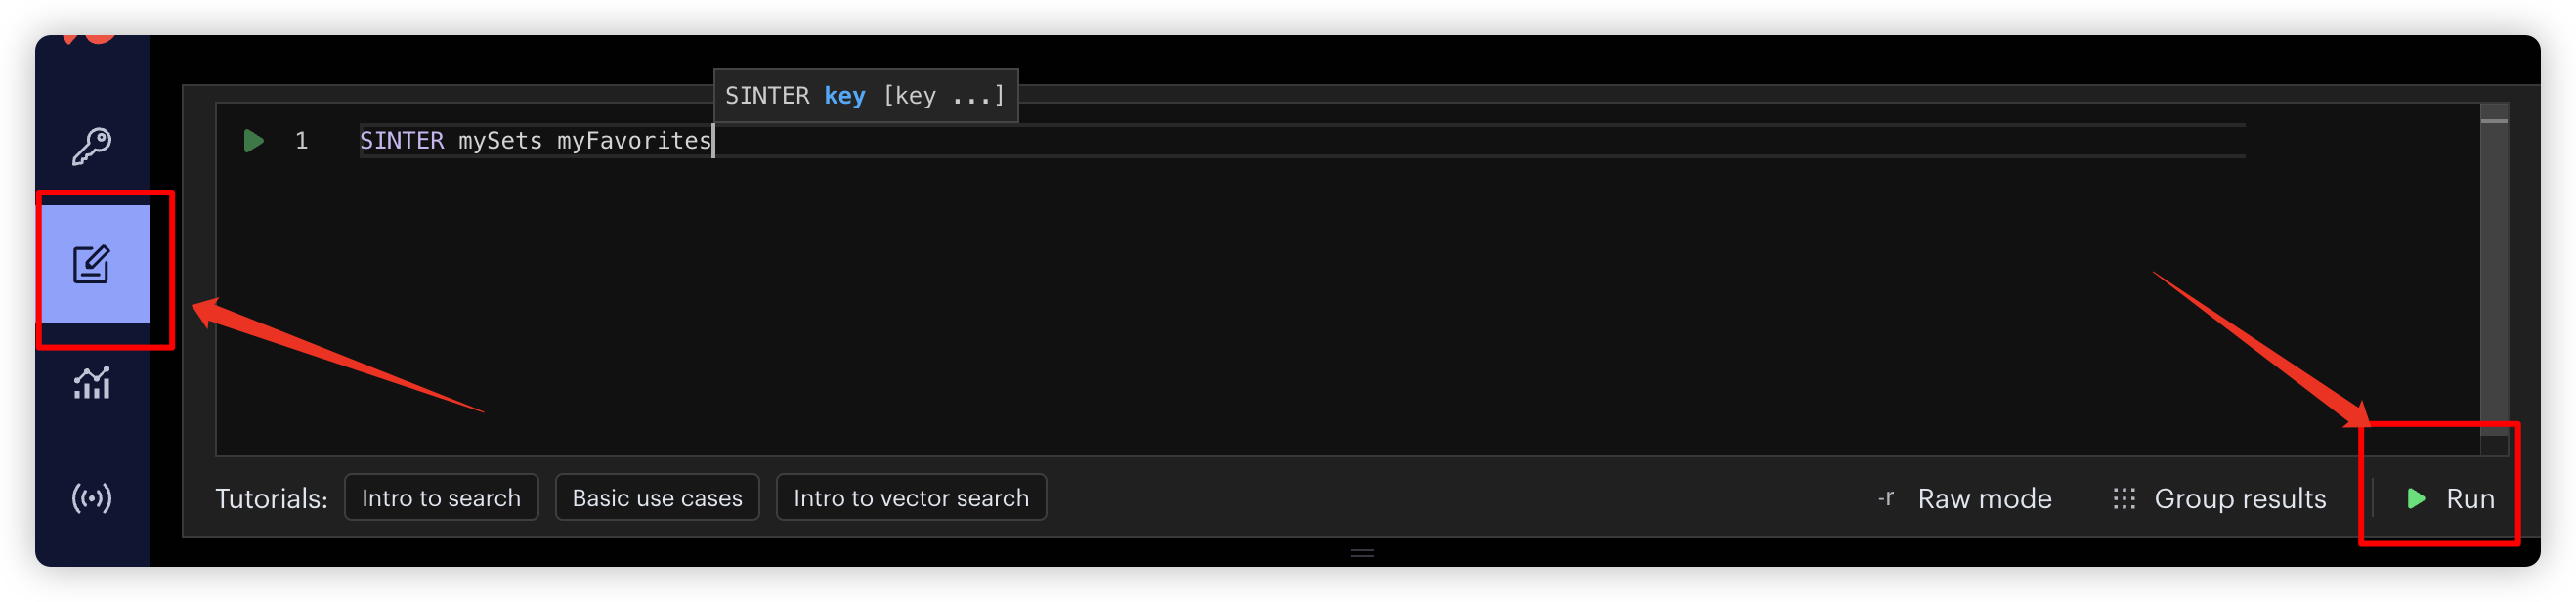 SINTER key [key ...]
1 SINTER mySets myFavorites
Tutorials: Intro to search Basic use cases Intro to vector search -r Raw mode Group results Run